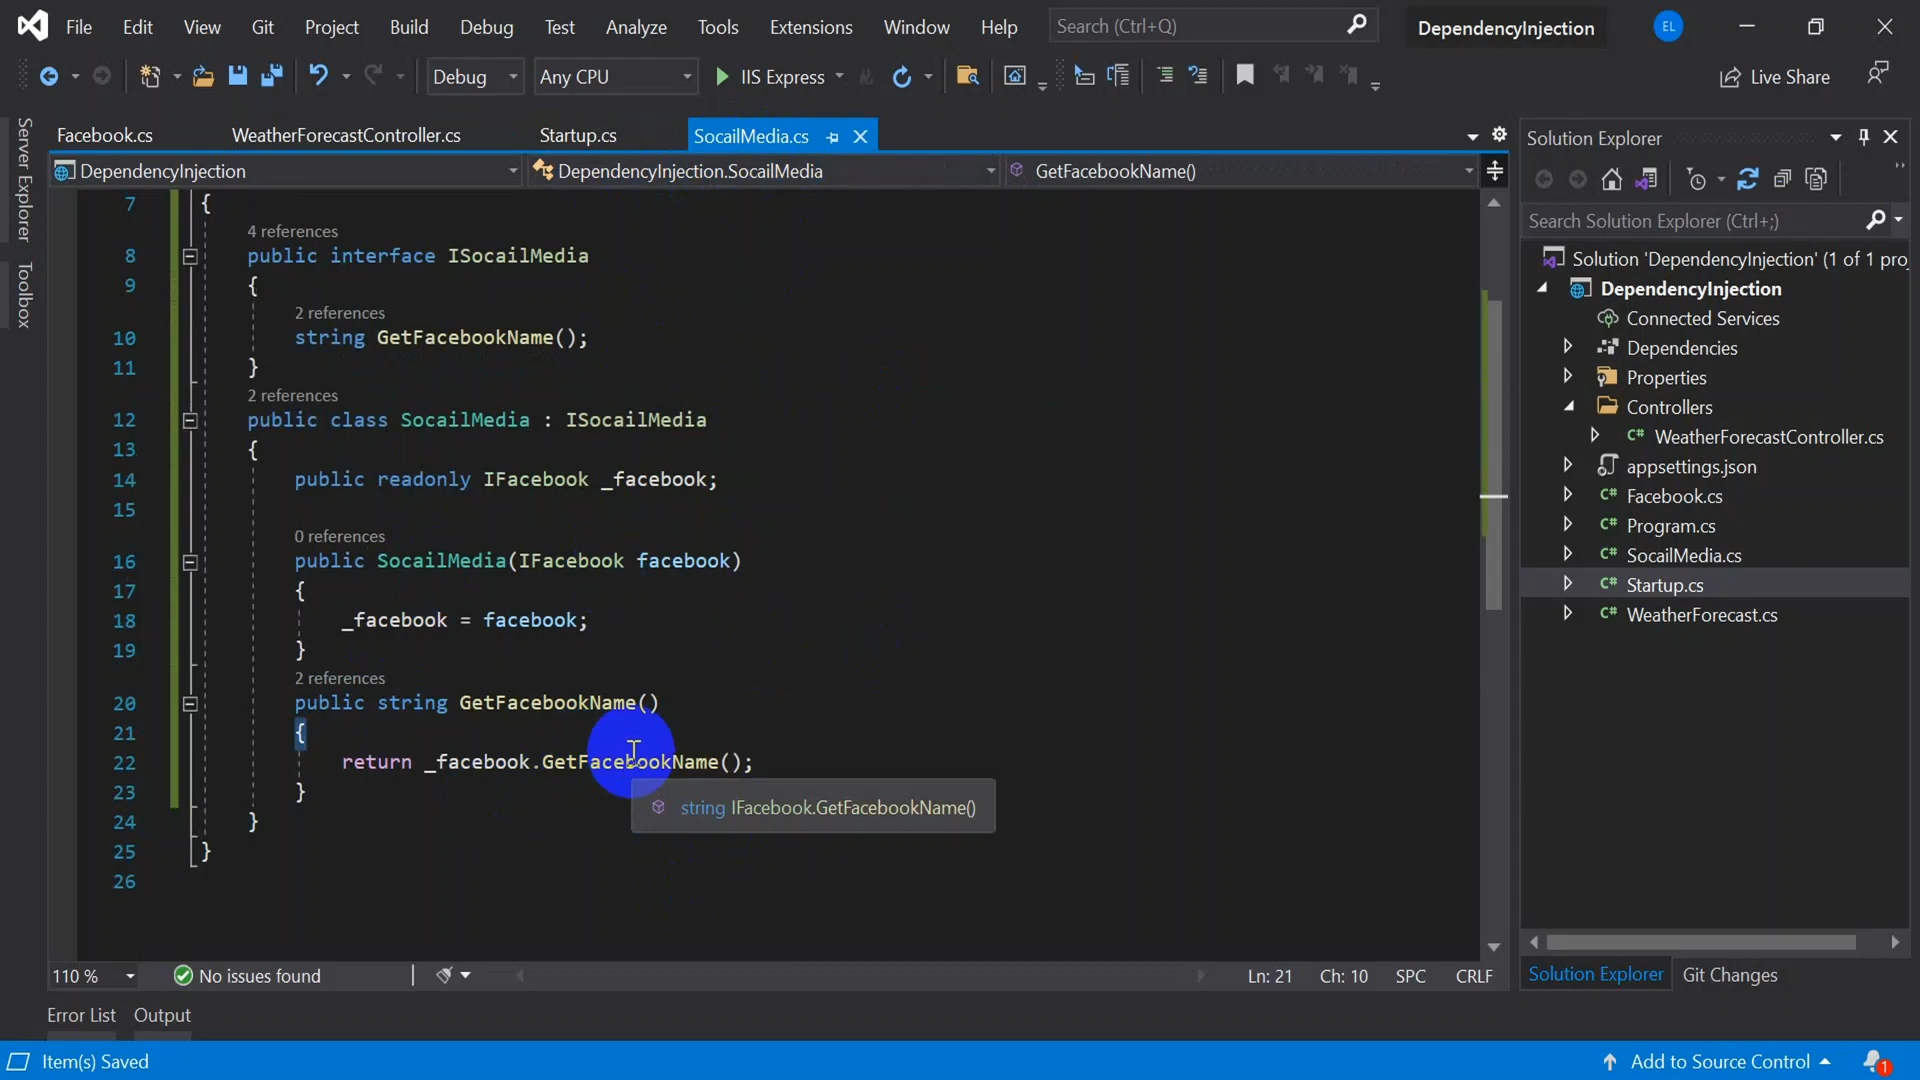 File Edit View Git Project Build Debug Test Analyze Tools Extensions Window Help Search (Ctrl+Q) DependencyInjection EL
Debug Any CPU IIS Express Live Share
Server Explorer
Toolbox
Facebook.cs WeatherForecastController.cs Startup.cs SocailMedia.cs
DependencyInjection DependencyInjection.SocailMedia GetFacebookName()
7 {
4 references
8 public interface ISocailMedia
9 {
2 references
10 string GetFacebookName();
11 }
2 references
12 public class SocailMedia : ISocailMedia
13 {
14 public readonly IFacebook _facebook;
15
0 references
16 public SocailMedia(IFacebook facebook)
17 {
18 _facebook = facebook;
19 }
2 references
20 public string GetFacebookName()
21 {
22 return _facebook.GetFacebookName();
23 }
string IFacebook.GetFacebookName()
24 }
25 }
26
110 % No issues found Ln: 21 Ch: 10 SPC CRLF
Solution Explorer
Search Solution Explorer (Ctrl+;)
Solution 'DependencyInjection' (1 of 1 pro
DependencyInjection
Connected Services
Dependencies
Properties
Controllers
C# WeatherForecastController.cs
appsettings.json
C# Facebook.cs
C# Program.cs
C# SocailMedia.cs
C# Startup.cs
C# WeatherForecast.cs
Solution Explorer Git Changes
Error List Output
Item(s) Saved Add to Source Control 1